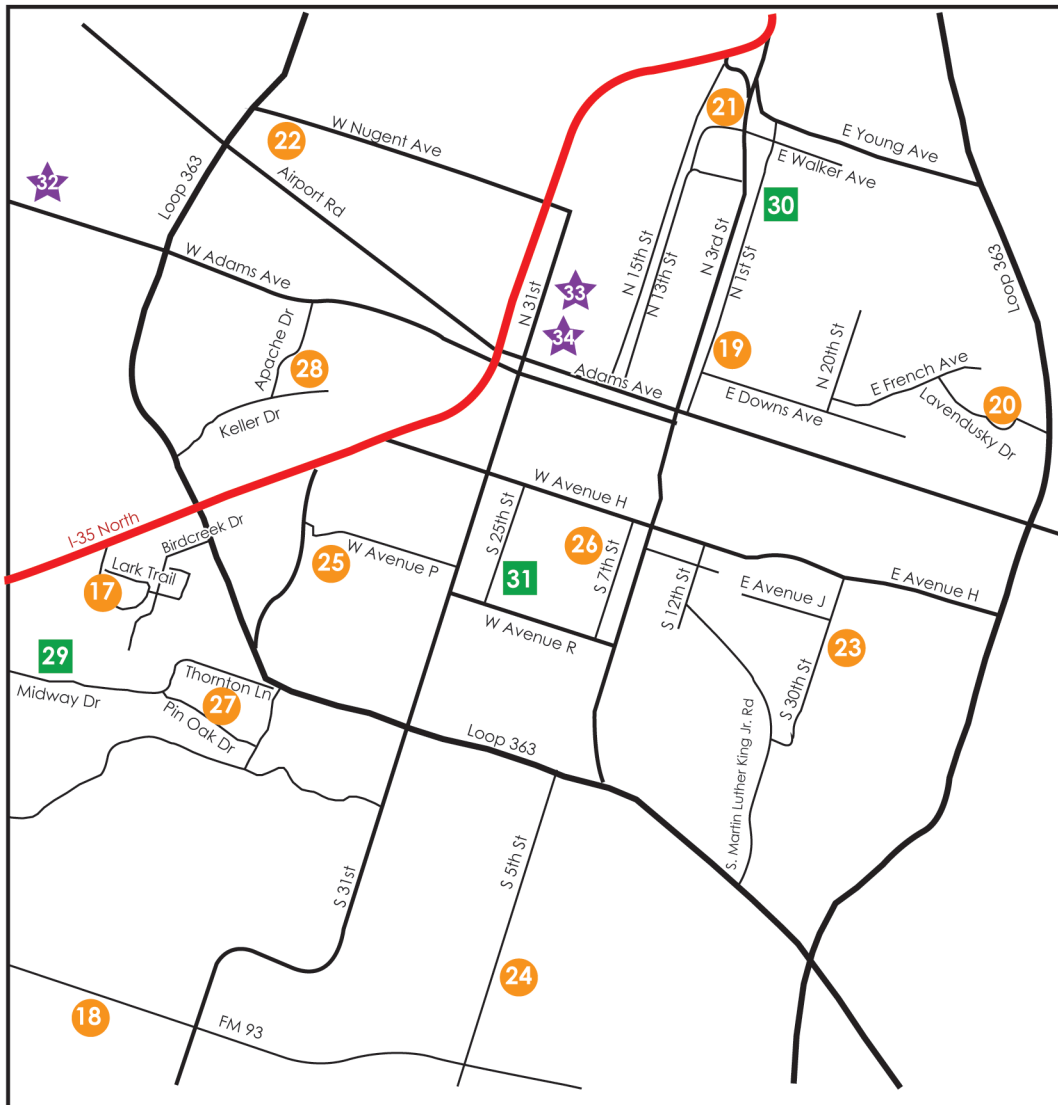 21
22
W Nugent Ave
E Young Ave
E Walker Ave
Loop 363
Airport Rd
32
30
W Adams Ave
N 15th St
N 13th St
N 3rd St
N 1st St
Loop 363
N 31st
33
34
Apache Dr
28
Adams Ave
19
N 20th St
E French Ave
20
E Downs Ave
Lavendusky Dr
Keller Dr
W Avenue H
I-35 North
Birdcreek Dr
Lark Trail
17
25
W Avenue P
S 25th St
31
26
S 7th St
S 12th St
E Avenue J
E Avenue H
W Avenue R
23
S 30th St
29
Midway Dr
Thornton Ln
27
Pin Oak Dr
Loop 363
S. Martin Luther King Jr. Rd
S 31st
S 5th St
24
18
FM 93